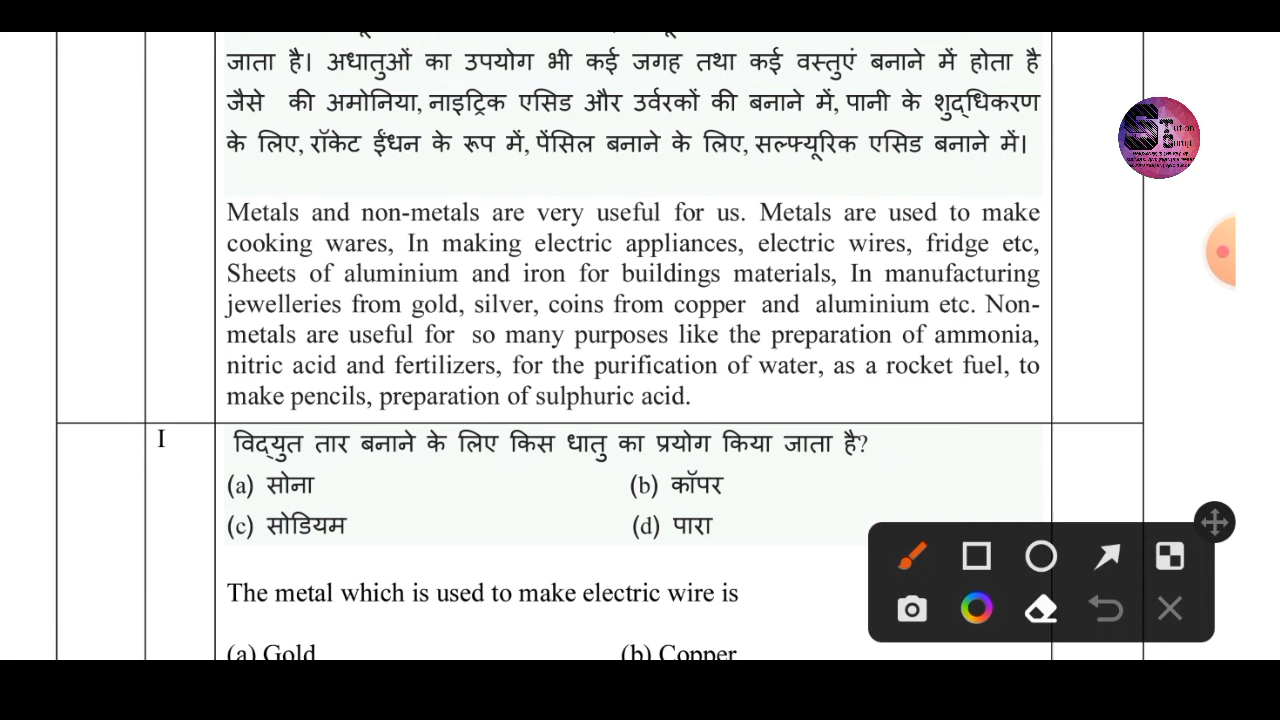 जाता है। अधातुओं का उपयोग भी कई जगह तथा कई वस्तुएं बनाने में होता है
जैसे की अमोनिया, नाइट्रिक एसिड और उर्वरकों की बनाने में, पानी के शुद्धिकरण
के लिए, रॉकेट ईंधन के रूप में, पेंसिल बनाने के लिए, सल्फ्यूरिक एसिड बनाने में।
Metals and non-metals are very useful for us. Metals are used to make
cooking wares, In making electric appliances, electric wires, fridge etc,
Sheets of aluminium and iron for buildings materials, In manufacturing
jewelleries from gold, silver, coins from copper and aluminium etc. Non-
metals are useful for so many purposes like the preparation of ammonia,
nitric acid and fertilizers, for the purification of water, as a rocket fuel, to
make pencils, preparation of sulphuric acid.
I विद्युत तार बनाने के लिए किस धातु का प्रयोग किया जाता है?
(a) सोना (b) कॉपर
(c) सोडियम (d) पारा
The metal which is used to make electric wire is
(a) Gold (b) Copper